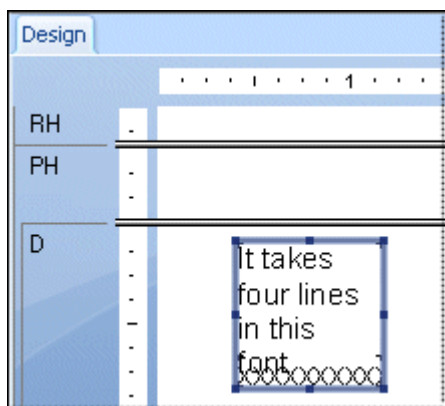 Design
1
RH
PH
D
It takes
four lines
in this
font